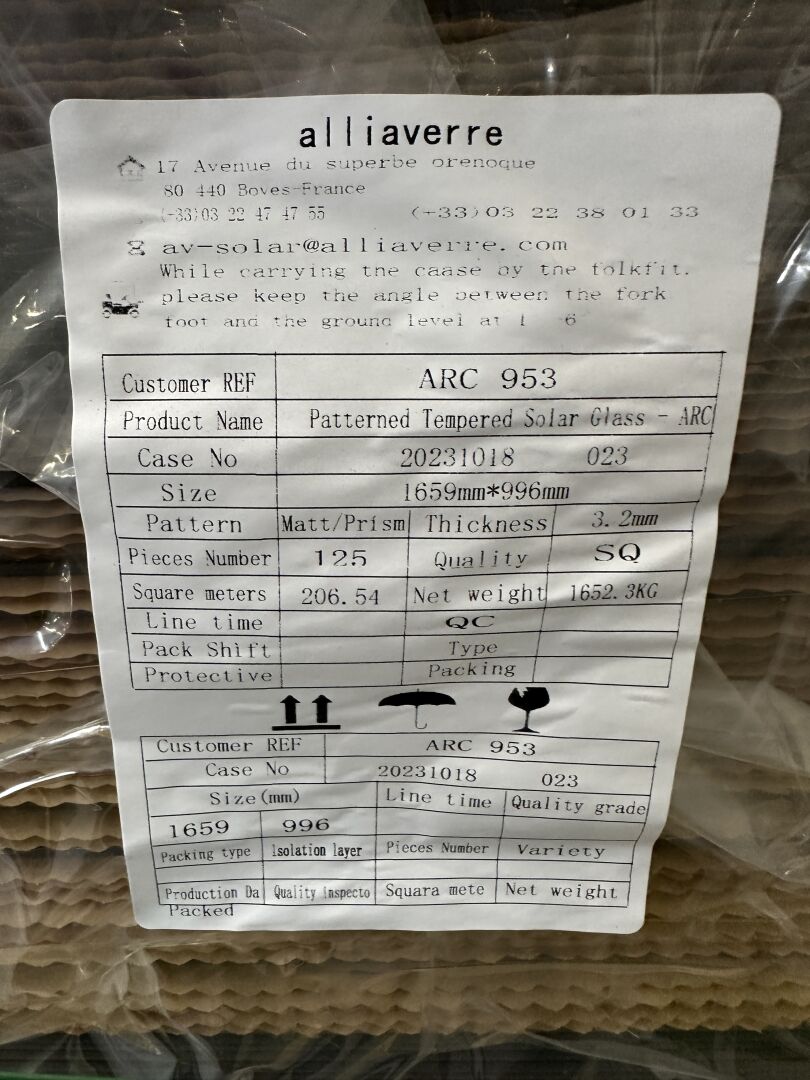 alliaverre
17 Avenue du superbe orenoque
80 440 Boves-France
(-33)03 22 47 47 55 (-33)03 22 38 01 33
av-solar@alliaverre.com
While carrying tne caase oy tne folkfit.
please keep the angle between the fork
foot and the ground level at 1 6
Customer REF ARC 953
Product Name Patterned Tempered Solar Glass - ARC
Case No 20231018 023
Size 1659mm*996mm
Pattern Matt/Prism Thickness 3.2mm
Pieces Number 125 Quality SQ
Square meters 206.54 Net weight 1652.3KG
Line time QC
Pack Shift Type
Protective Packing
Customer REF ARC 953
Case No 20231018 023
Size(mm) Line time Quality grade
1659 996
Packing type Isolation layer Pieces Number Variety
Production Da Quality Inspecto Squara mete Net weight
Packed